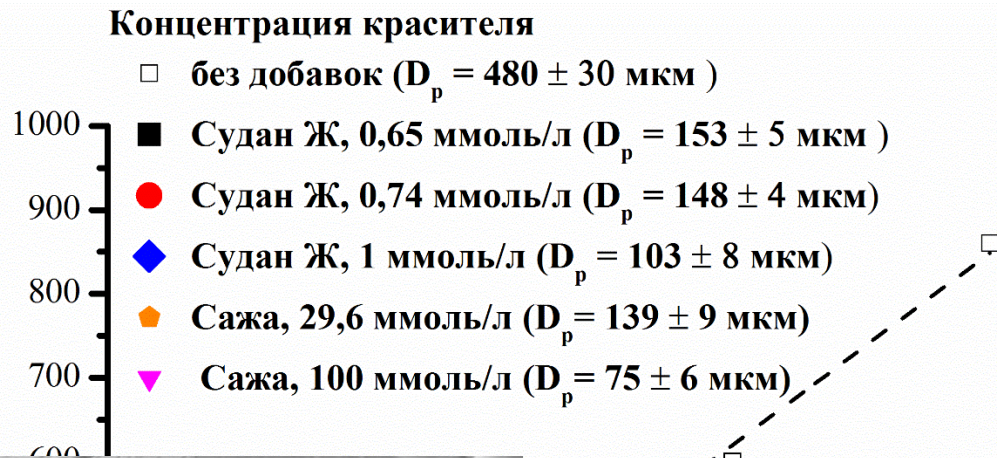 Концентрация красителя
без добавок (Dp = 480 ± 30 мкм )
1000
Судан Ж, 0,65 ммоль/л (Dp = 153 ± 5 мкм )
Судан Ж, 0,74 ммоль/л (Dp = 148 ± 4 мкм)
900
Судан Ж, 1 ммоль/л (Dp = 103 ± 8 мкм)
800
Сажа, 29,6 ммоль/л (Dp= 139 ± 9 мкм)
700
Сажа, 100 ммоль/л (Dp= 75 ± 6 мкм)
600